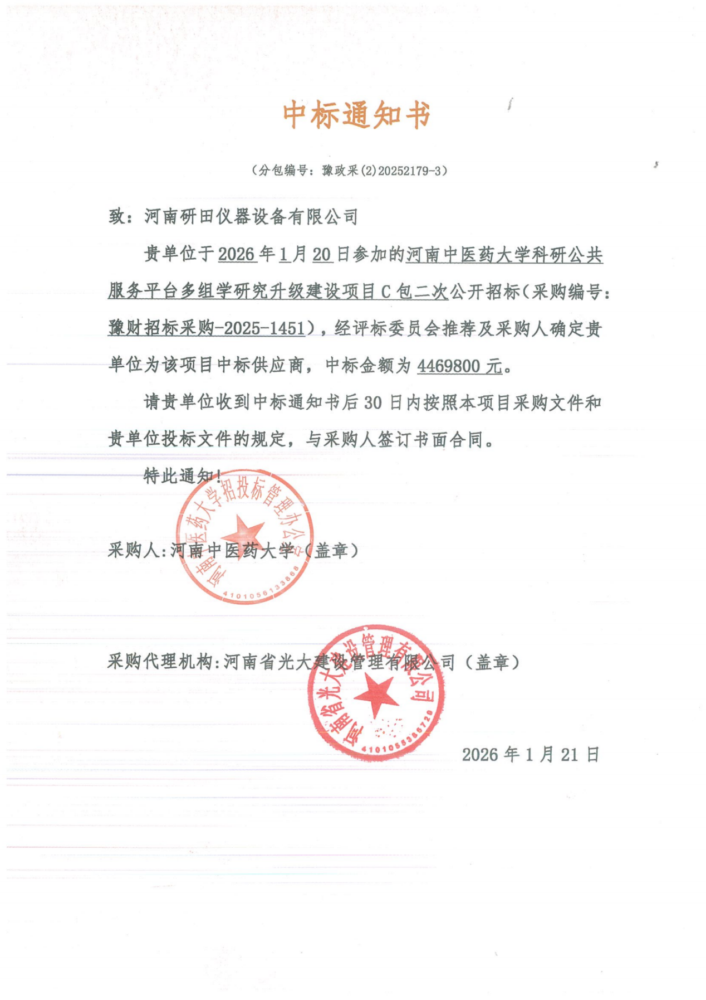 中标通知书
（分包编号：豫政采(2)20252179-3）
致：河南研田仪器设备有限公司
贵单位于2026年1月20日参加的河南中医药大学科研公共
服务平台多组学研究升级建设项目C包二次公开招标（采购编号：
豫财招标采购-2025-1451），经评标委员会推荐及采购人确定贵
单位为该项目中标供应商，中标金额为4469800元。
请贵单位收到中标通知书后30日内按照本项目采购文件和
贵单位投标文件的规定，与采购人签订书面合同。
特此通知！
河南中医药大学招投标管理办公室
采购人:河南中医药大学（盖章）
4101056133868
采购代理机构:河南省光大建设管理有限公司（盖章）
河南省光大建设管理有限公司
2026年1月21日